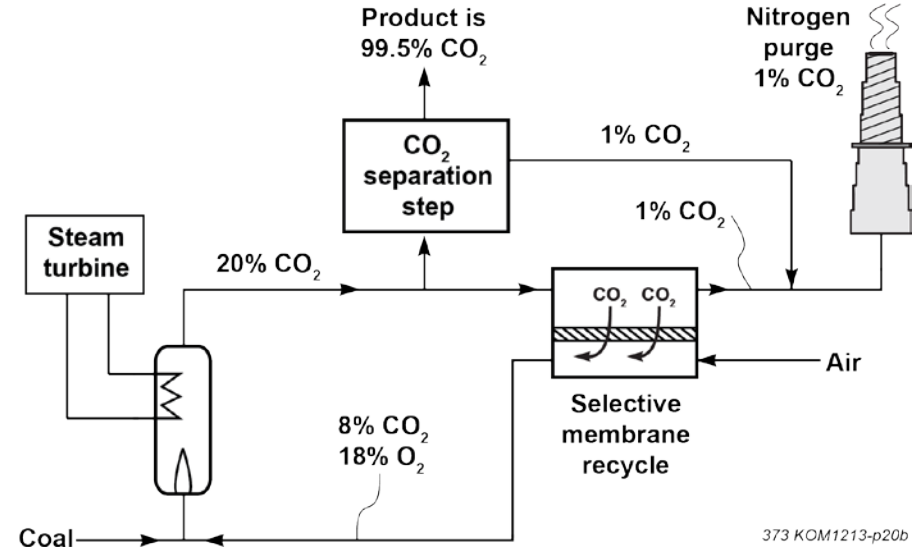 Product is
99.5% CO₂
Nitrogen
purge
1% CO₂
CO₂
separation
step
1% CO₂
1% CO₂
Steam
turbine
20% CO₂
CO₂ CO₂
Air
Selective
membrane
recycle
8% CO₂
18% O₂
Coal
373 KOM1213-p20b